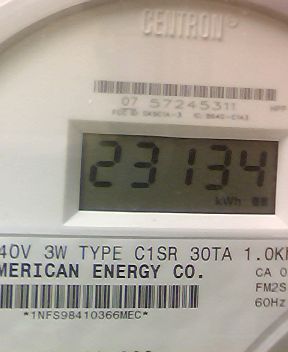 CENTRON
07 57245311
23134
kWh
40V 3W TYPE C1SR 30TA 1.0K
MERICAN ENERGY CO.
CA 0
FM2S
60Hz
*1NFS98410366MEC*